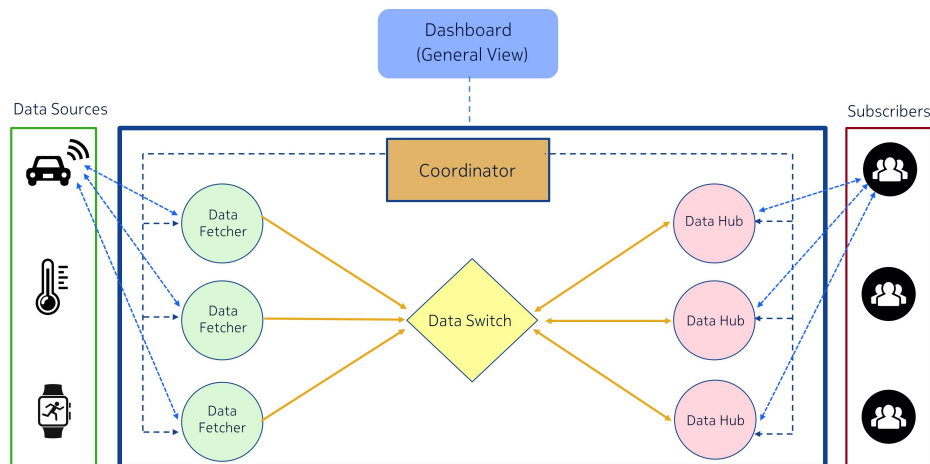 Dashboard
(General View)
Data Sources
Subscribers
Coordinator
Data
Fetcher
Data Hub
Data
Fetcher
Data Switch
Data Hub
Data
Fetcher
Data Hub